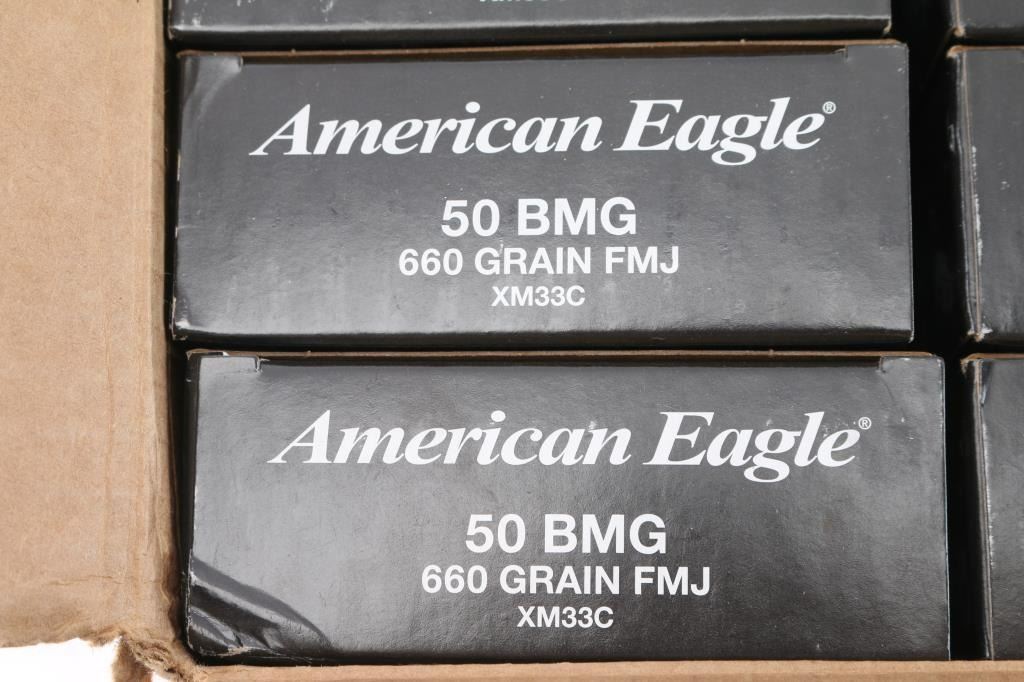 American Eagle®
50 BMG
660 GRAIN FMJ
XM33C
American Eagle®
50 BMG
660 GRAIN FMJ
XM33C